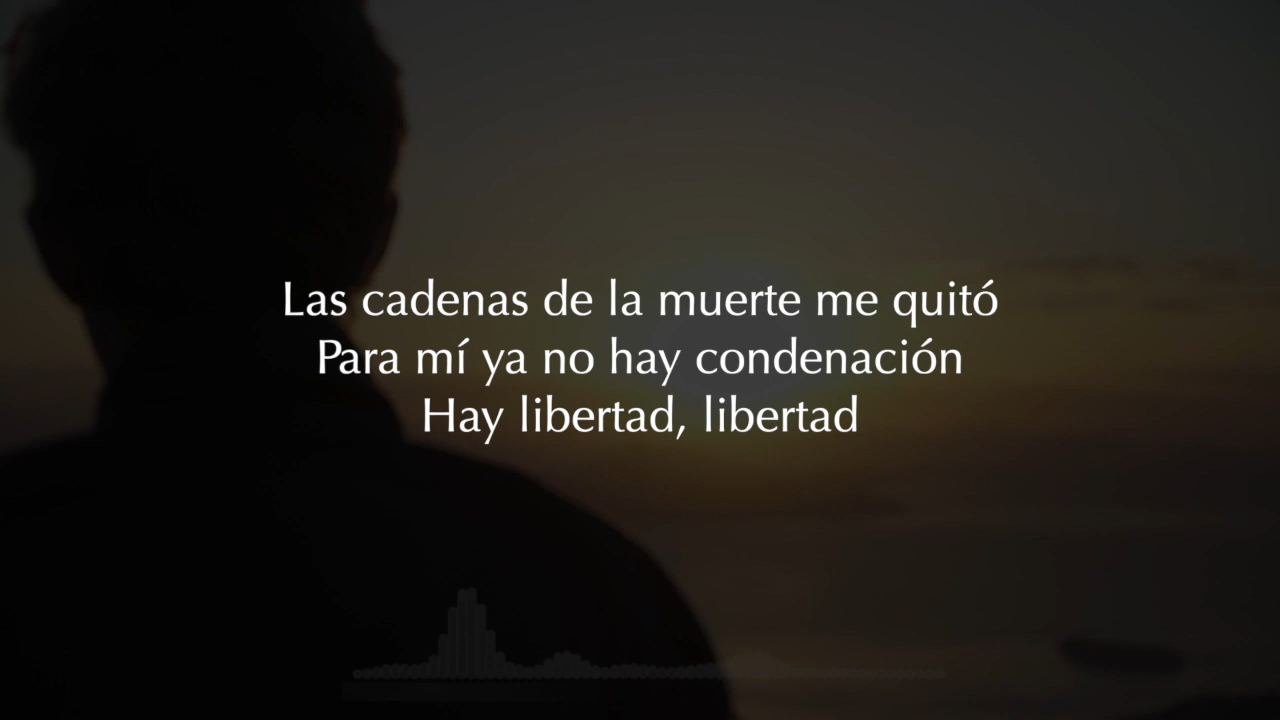 Las cadenas de la muerte me quitó
Para mí ya no hay condenación
Hay libertad, libertad